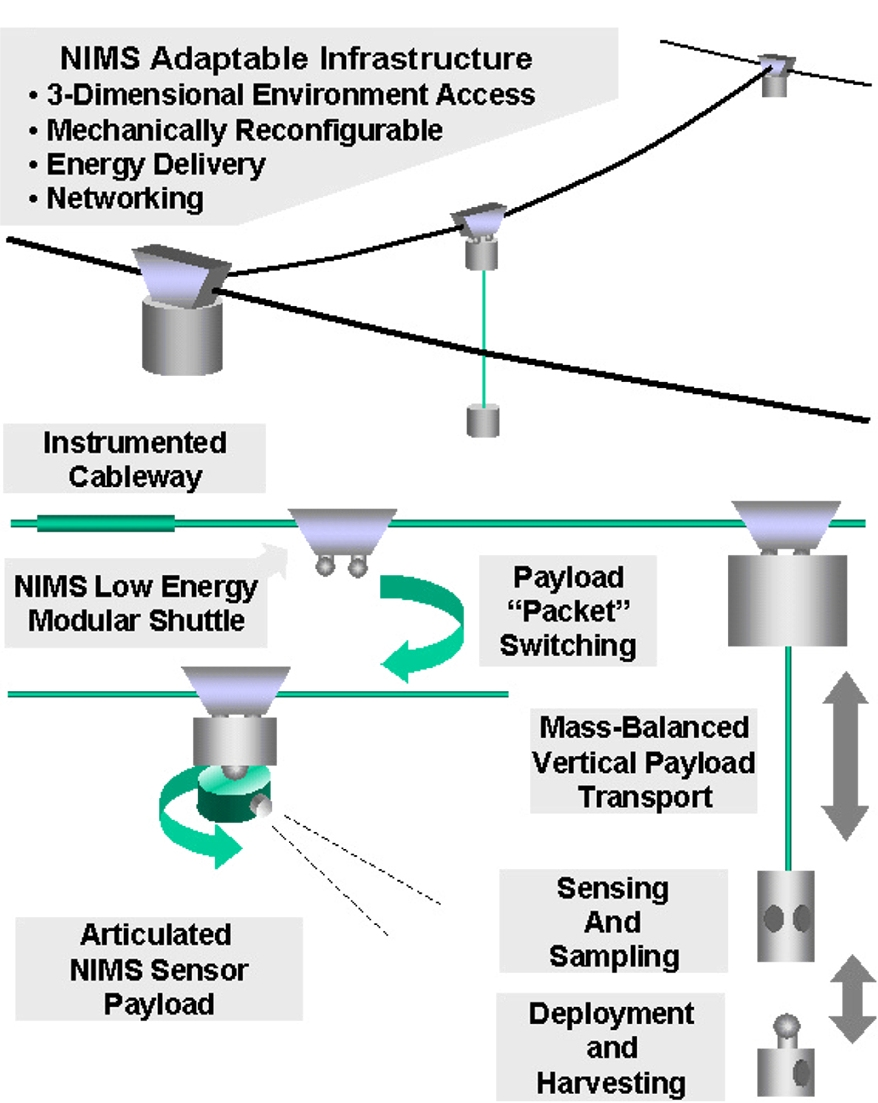 NIMS Adaptable Infrastructure
• 3-Dimensional Environment Access
• Mechanically Reconfigurable
• Energy Delivery
• Networking
Instrumented
Cableway
NIMS Low Energy
Modular Shuttle
Payload
“Packet”
Switching
Mass-Balanced
Vertical Payload
Transport
Sensing
And
Sampling
Articulated
NIMS Sensor
Payload
Deployment
and
Harvesting